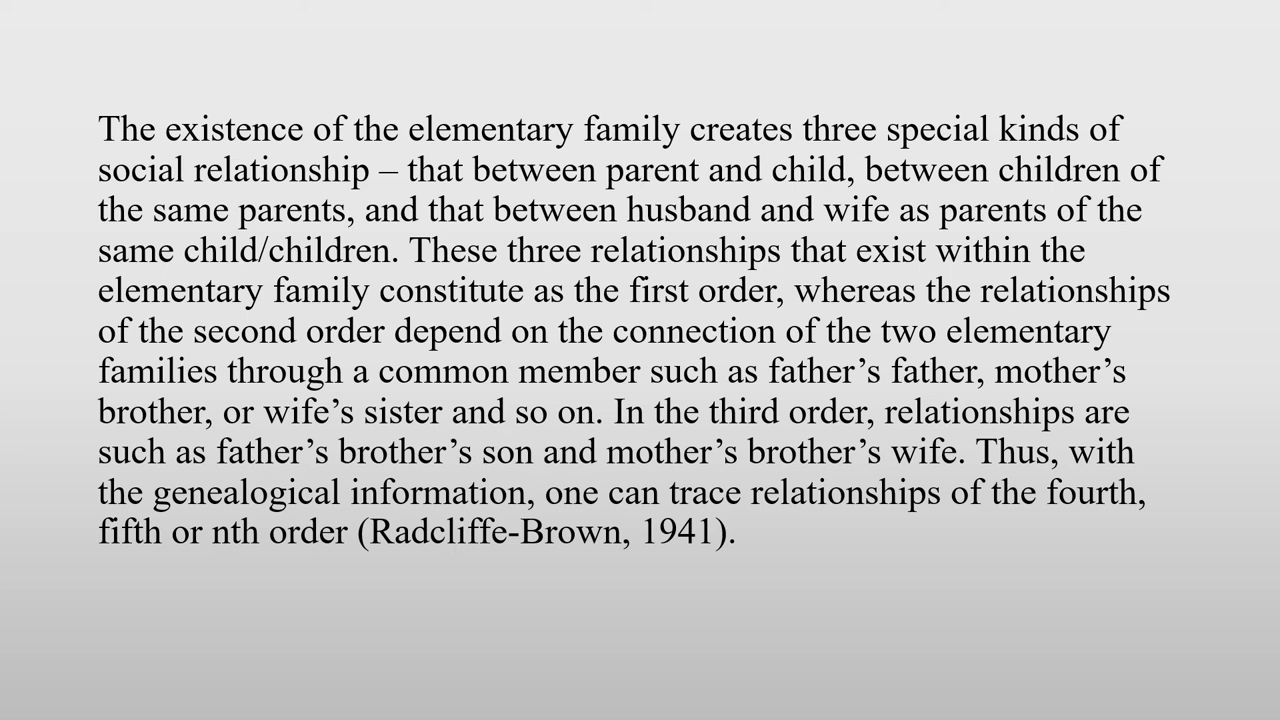 The existence of the elementary family creates three special kinds of
social relationship – that between parent and child, between children of
the same parents, and that between husband and wife as parents of the
same child/children. These three relationships that exist within the
elementary family constitute as the first order, whereas the relationships
of the second order depend on the connection of the two elementary
families through a common member such as father’s father, mother’s
brother, or wife’s sister and so on. In the third order, relationships are
such as father’s brother’s son and mother’s brother’s wife. Thus, with
the genealogical information, one can trace relationships of the fourth,
fifth or nth order (Radcliffe-Brown, 1941).